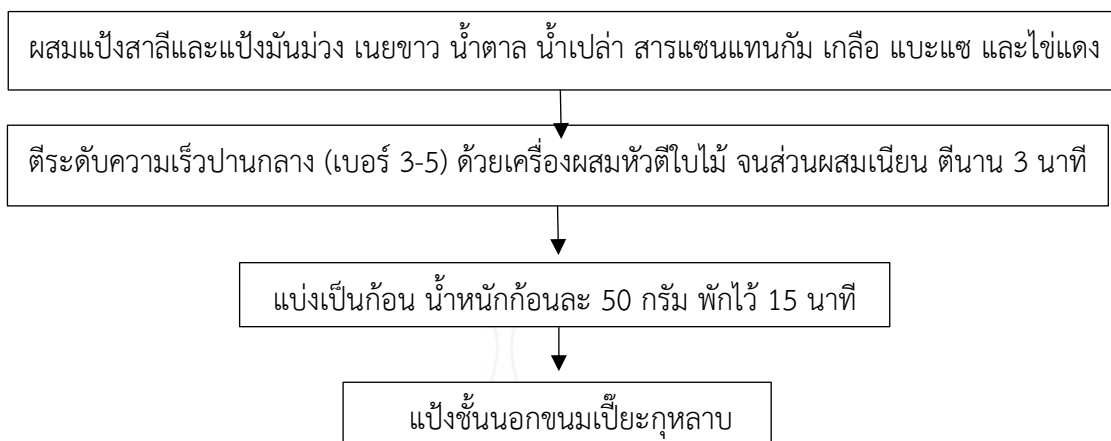 ผสมแป้งสาลีและแป้งมันม่วง เนยขาว น้ำตาล น้ำเปล่า สารแซนแทนกัม เกลือ แบะแซ และไข่แดง
ตีระดับความเร็วปานกลาง (เบอร์ 3-5) ด้วยเครื่องผสมหัวตีใบไม้ จนส่วนผสมเนียน ตีนาน 3 นาที
แบ่งเป็นก้อน น้ำหนักก้อนละ 50 กรัม พักไว้ 15 นาที
แป้งชั้นนอกขนมเปี๊ยะกุหลาบ